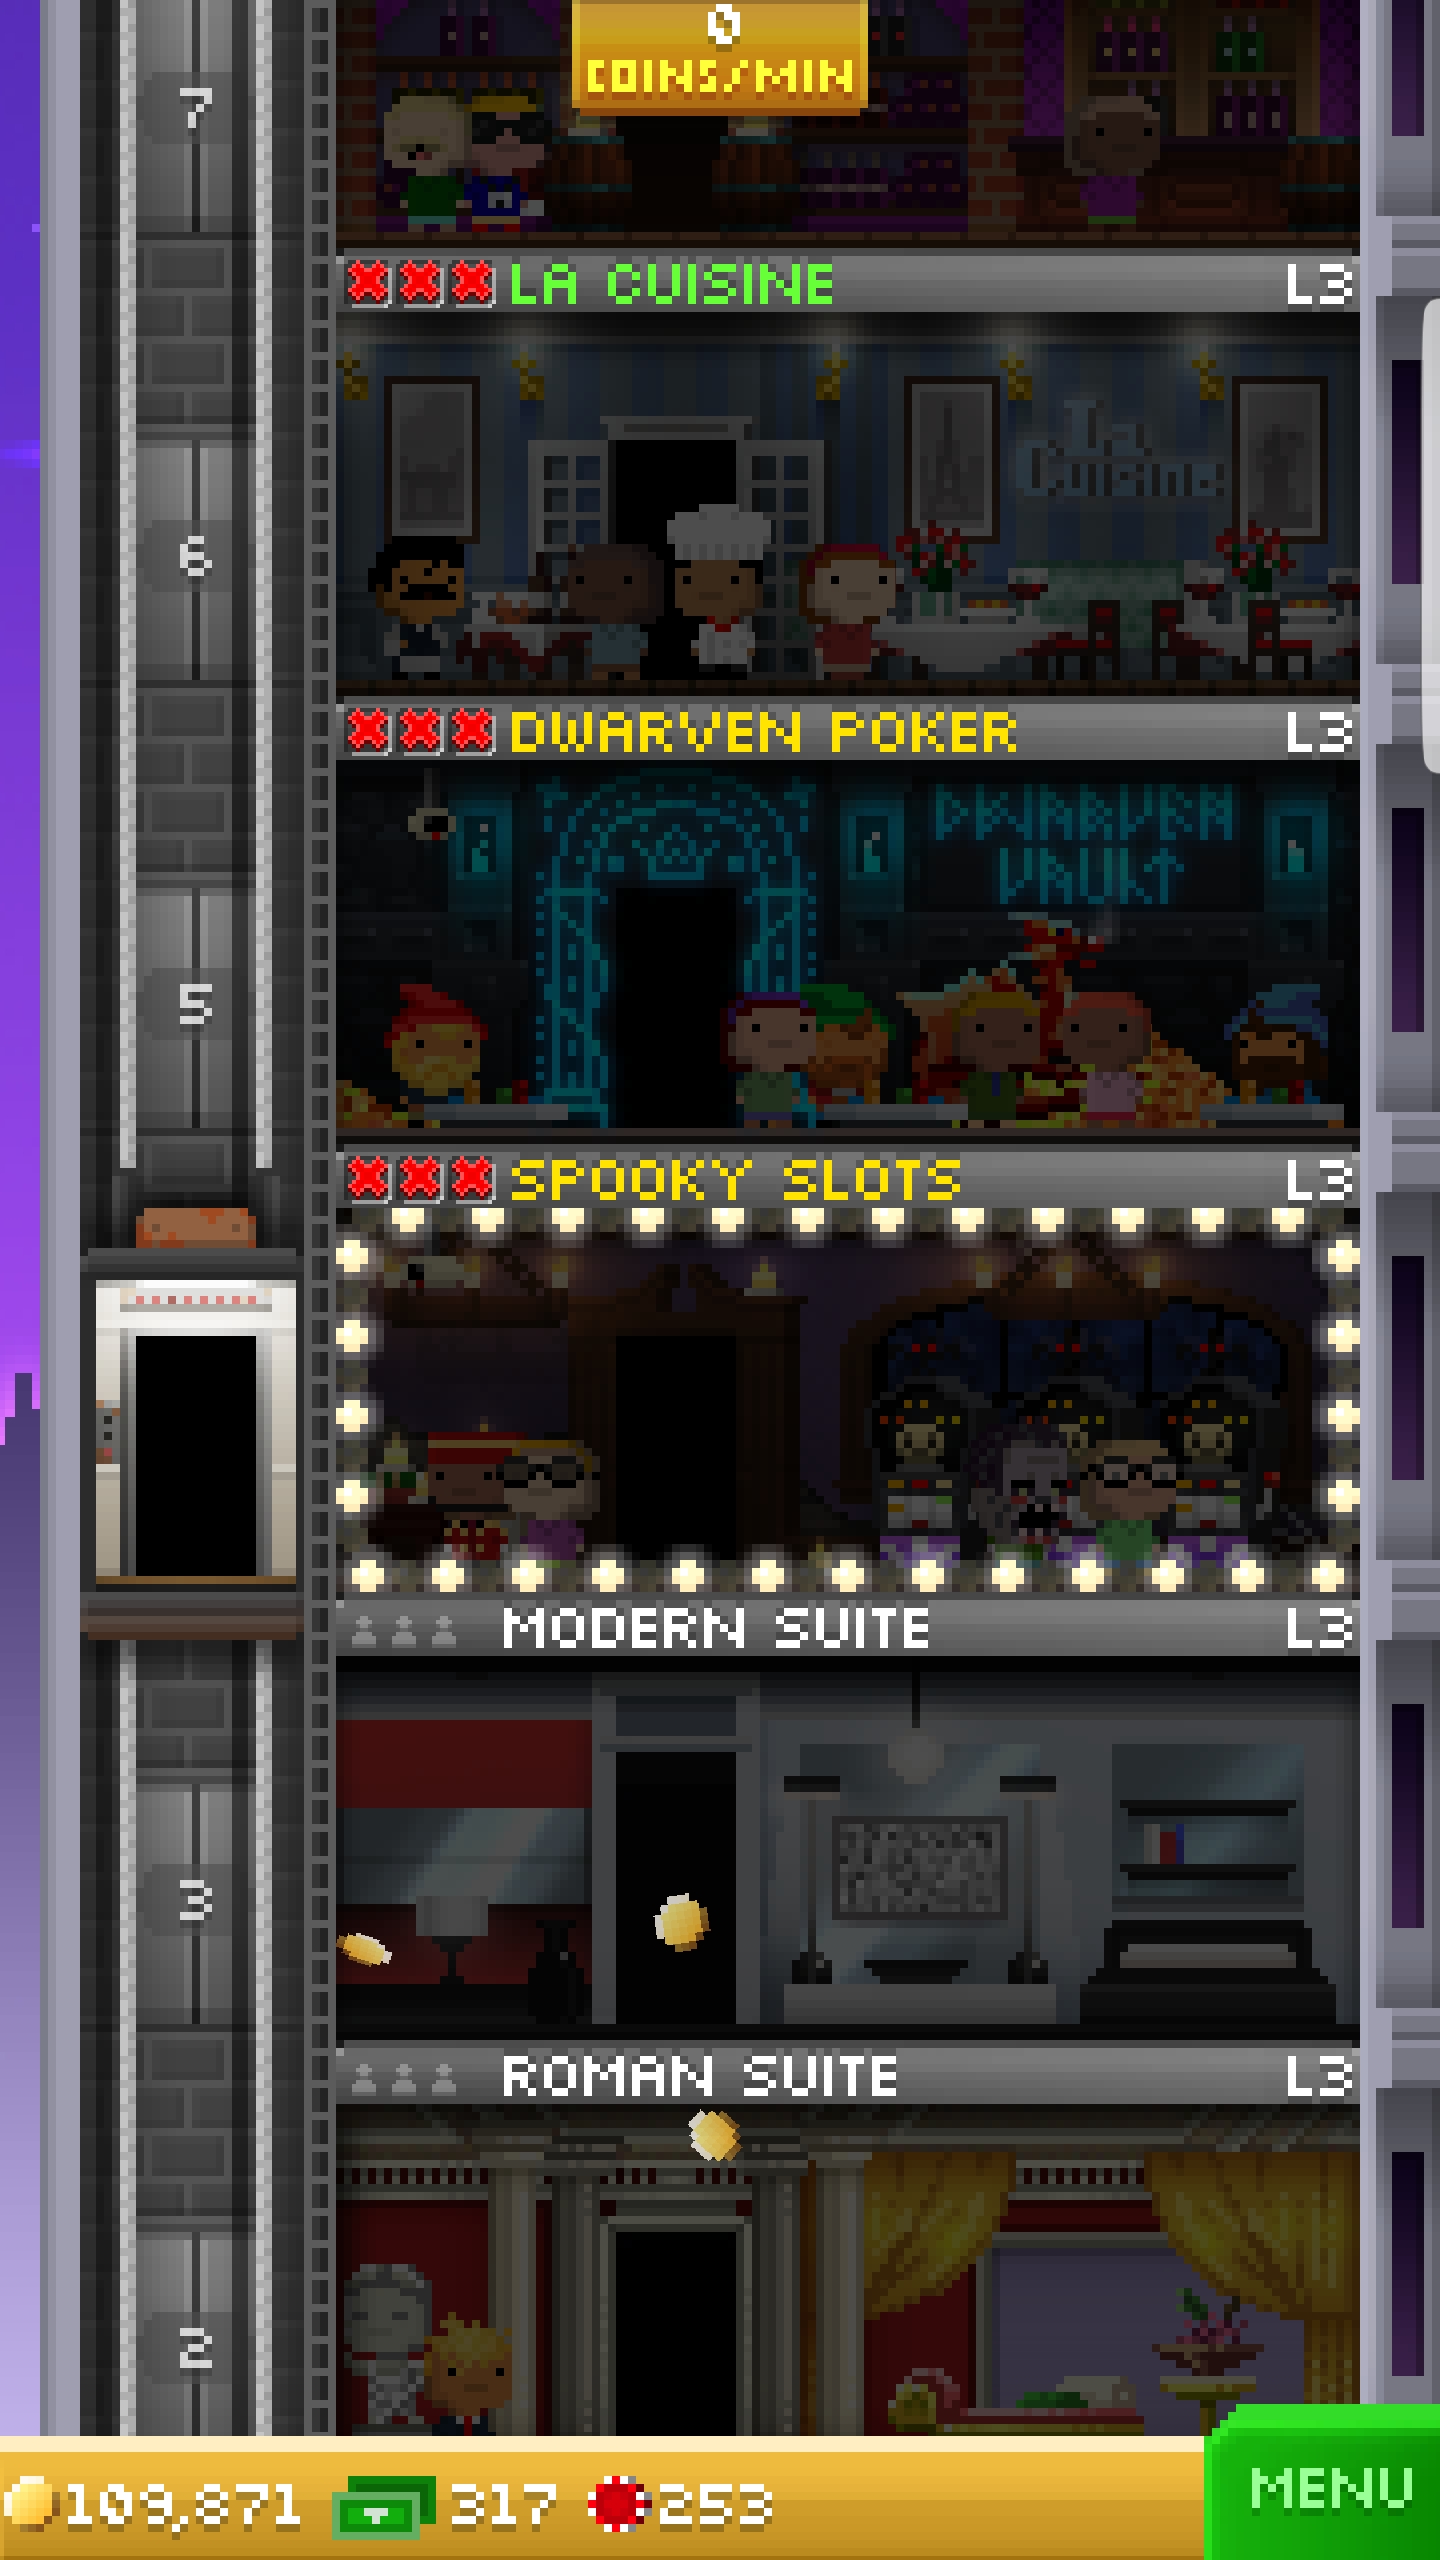 0
COINS/MIN
7
LA CUISINE L3
La
Cuisine
6
DWARVEN POKER L3
DWARVEN
VAULT
5
SPOOKY SLOTS L3
MODERN SUITE L3
3
ROMAN SUITE L3
2
109,871 317 253
MENU